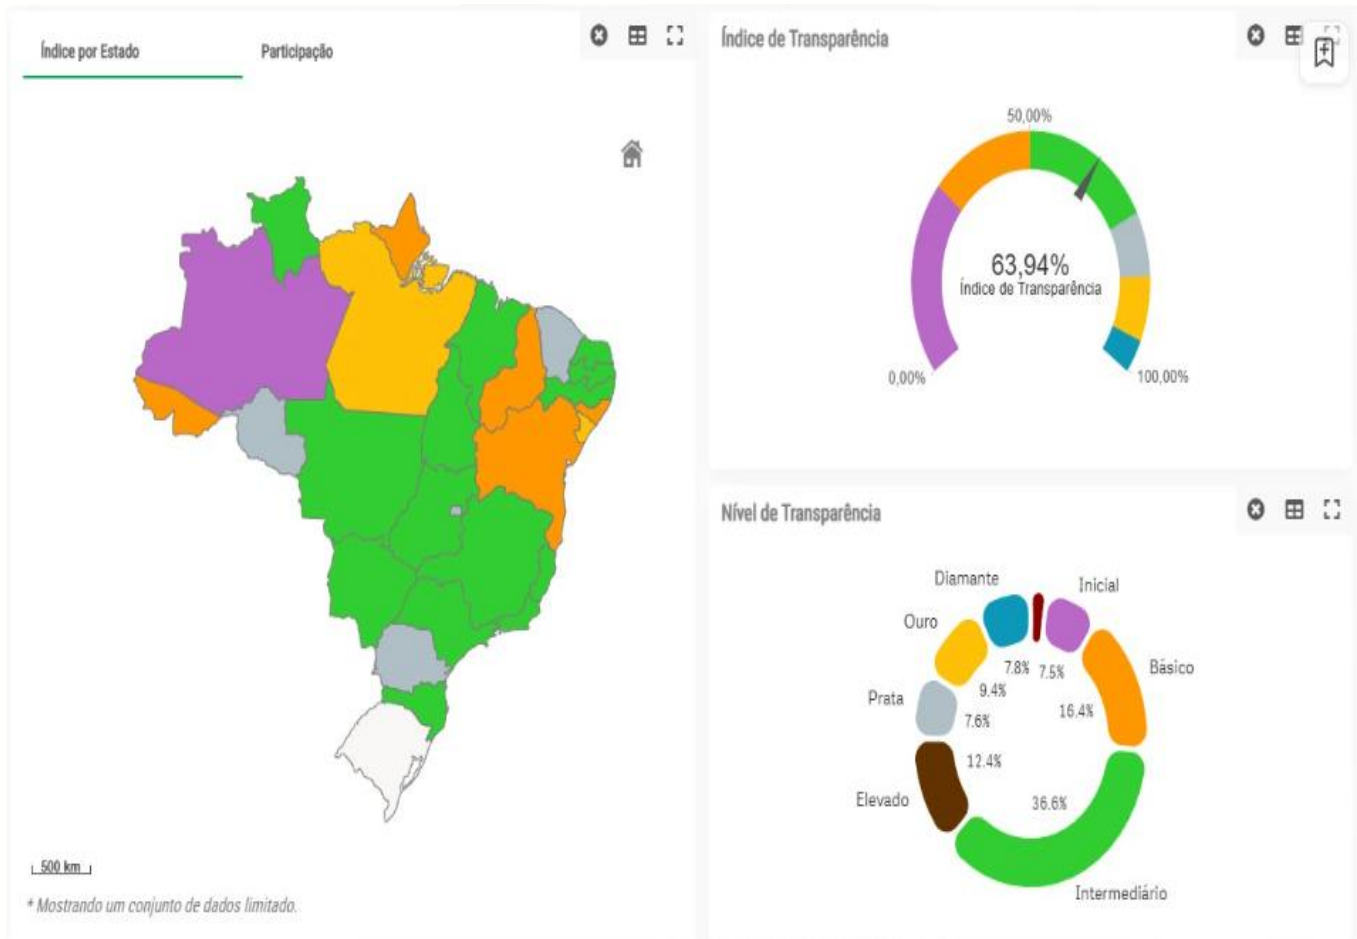 Índice por Estado
Participação
500 km
* Mostrando um conjunto de dados limitado.
Índice de Transparência
50,00%
63,94%
Índice de Transparência
0,00%
100,00%
Nível de Transparência
Diamante
Inicial
Ouro
Básico
7.8%
7.5%
9.4%
Prata
16.4%
7.6%
12.4%
Elevado
36.6%
Intermediário